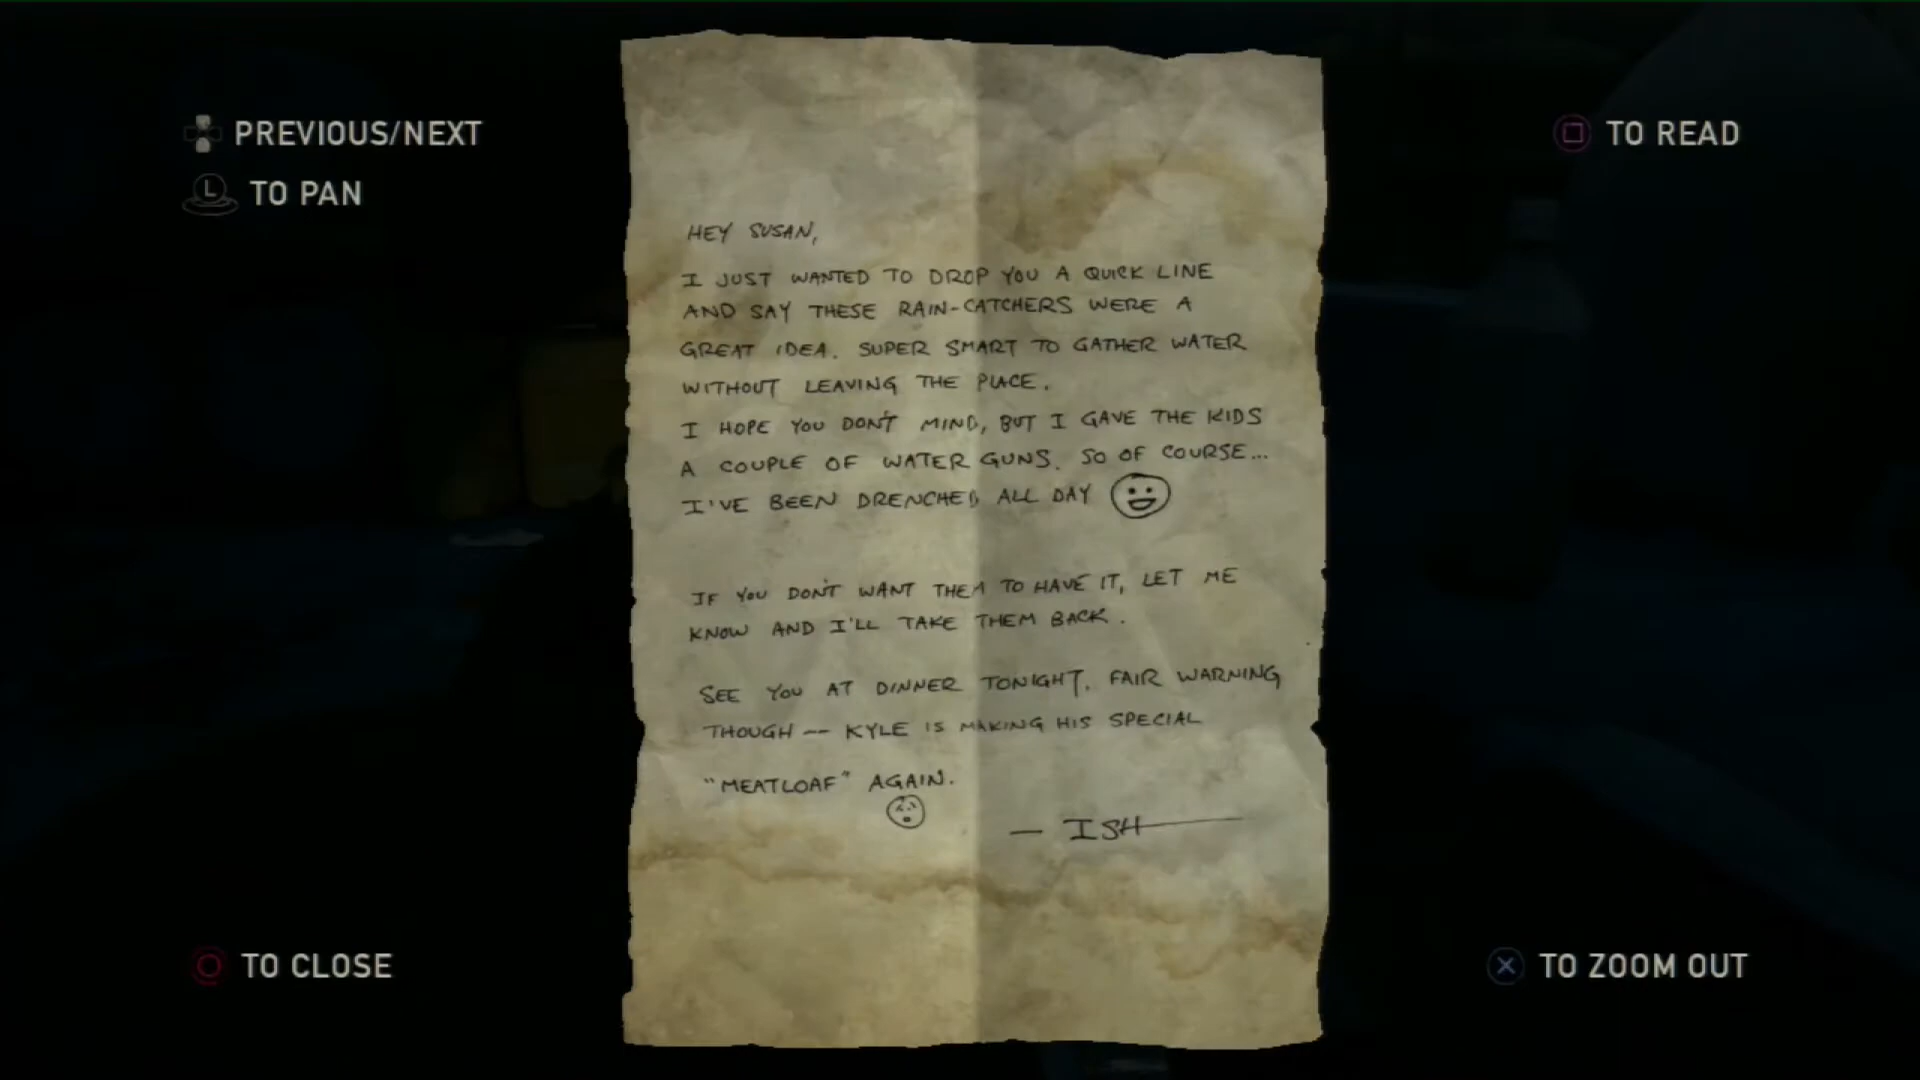 PREVIOUS/NEXT
L TO PAN
TO READ
HEY SUSAN,
I JUST WANTED TO DROP YOU A QUICK LINE
AND SAY THESE RAIN-CATCHERS WERE A
GREAT IDEA. SUPER SMART TO GATHER WATER
WITHOUT LEAVING THE PLACE.
I HOPE YOU DON'T MIND, BUT I GAVE THE KIDS
A COUPLE OF WATER GUNS. SO OF COURSE...
I'VE BEEN DRENCHED ALL DAY
IF YOU DON'T WANT THEM TO HAVE IT, LET ME
KNOW AND I'LL TAKE THEM BACK.
SEE YOU AT DINNER TONIGHT. FAIR WARNING
THOUGH -- KYLE IS MAKING HIS SPECIAL
"MEATLOAF" AGAIN.
— ISH
TO CLOSE
TO ZOOM OUT